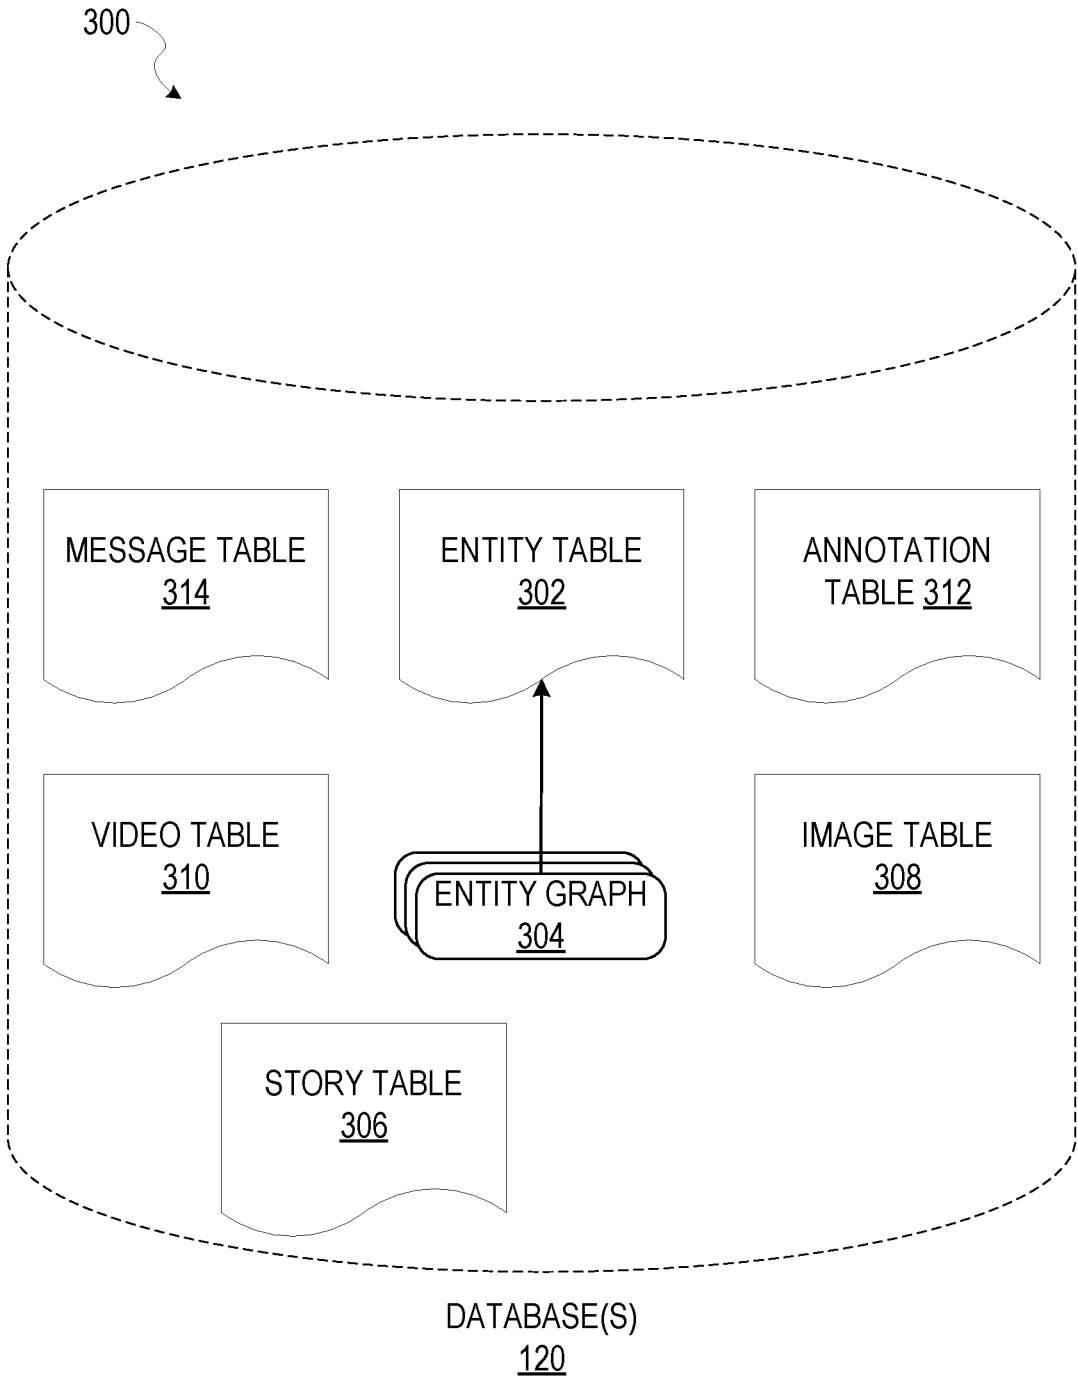 300
MESSAGE TABLE
314
ENTITY TABLE
302
ANNOTATION
TABLE 312
VIDEO TABLE
310
ENTITY GRAPH
304
IMAGE TABLE
308
STORY TABLE
306
DATABASE(S)
120